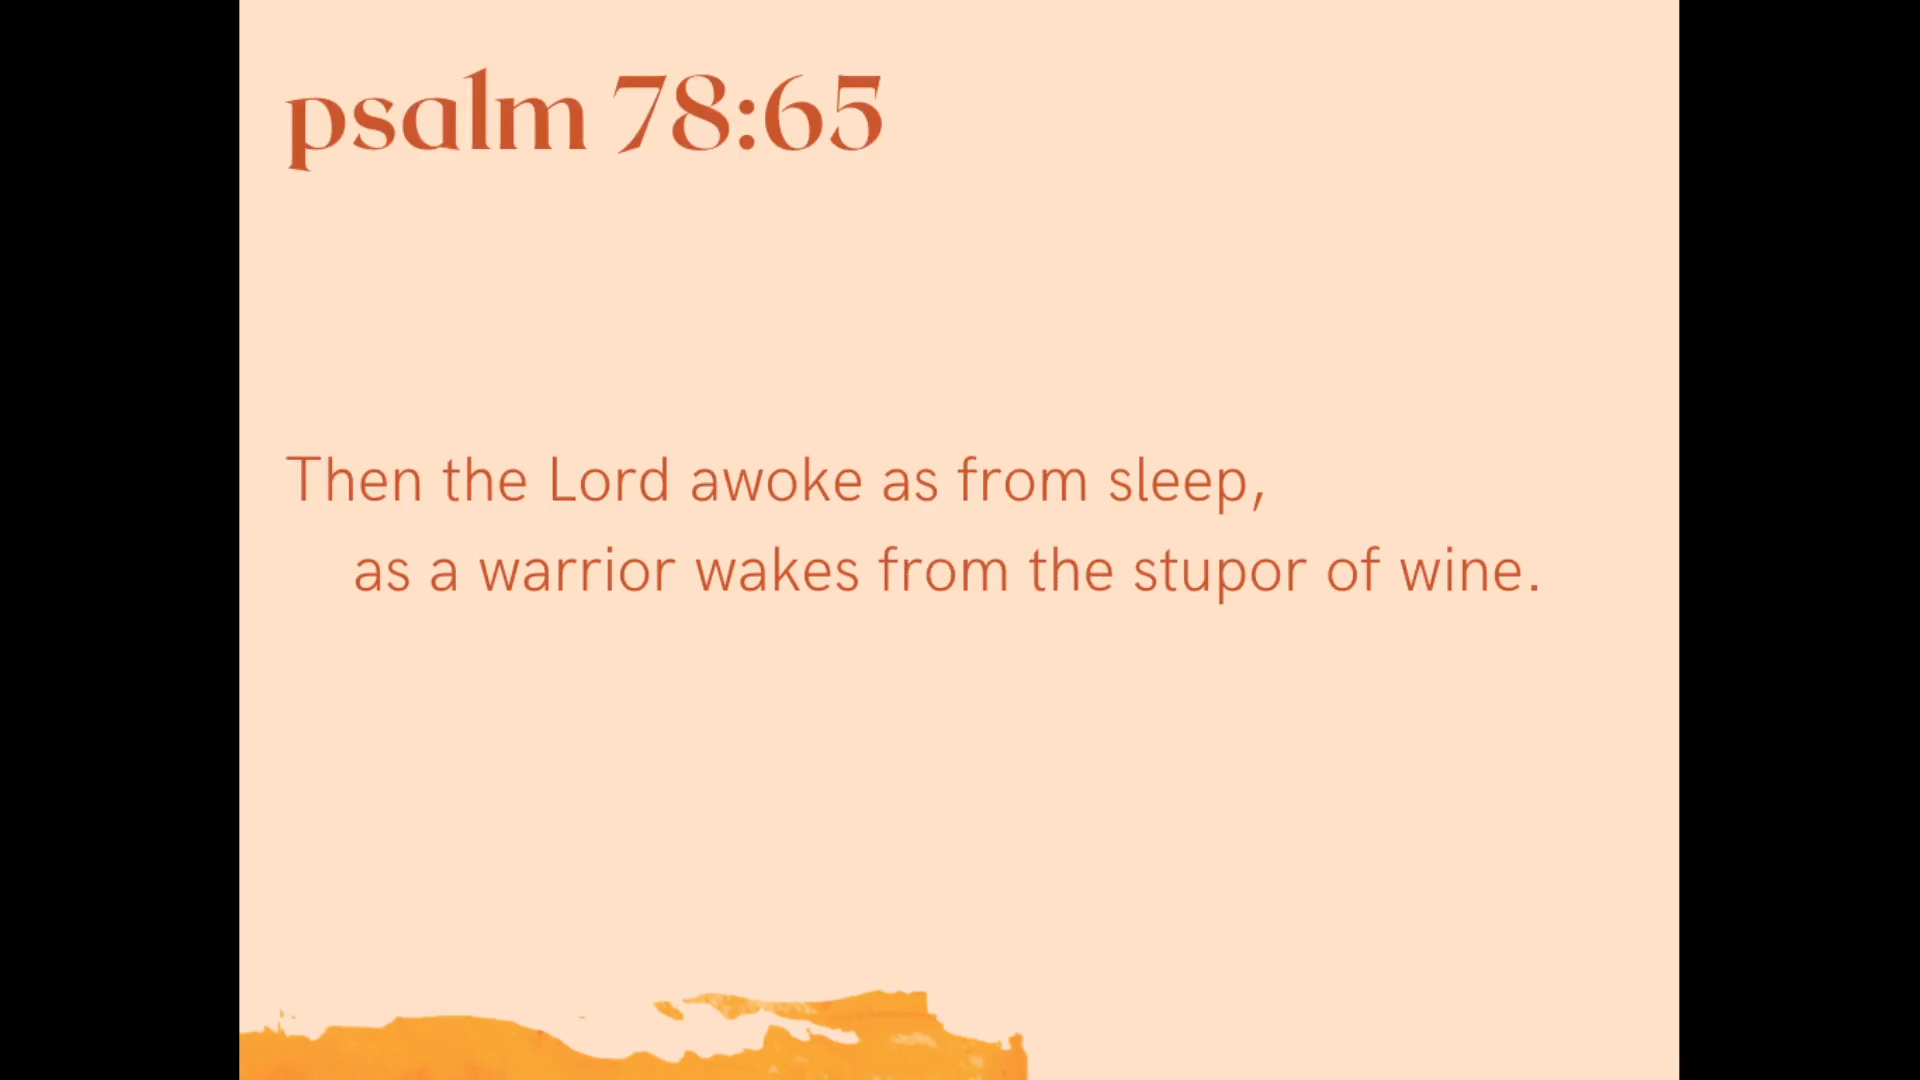 psalm 78:65
Then the Lord awoke as from sleep,
as a warrior wakes from the stupor of wine.